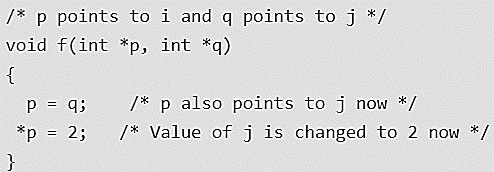 /* p points to i and q points to j */
void f(int *p, int *q)
{
  p = q;    /* p also points to j now */
 *p = 2;   /* Value of j is changed to 2 now */
}